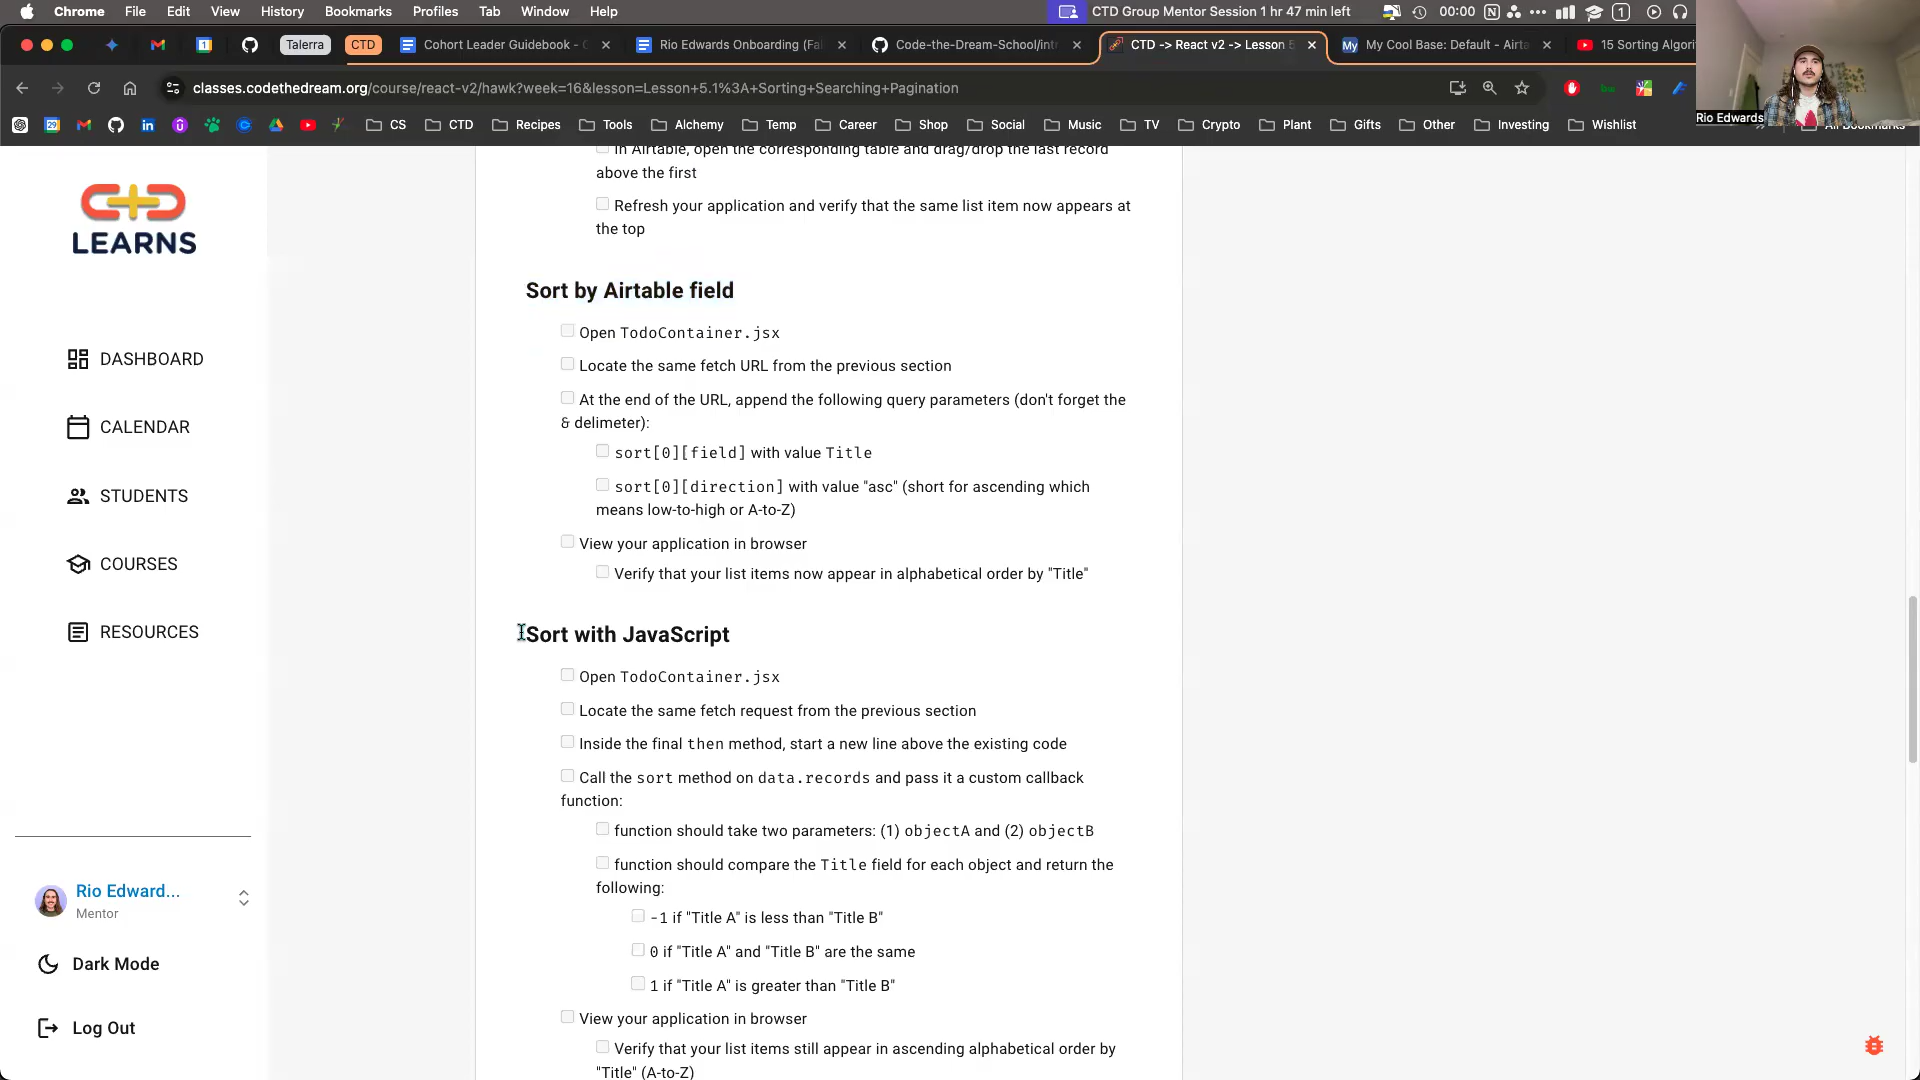 Chrome File Edit View History Bookmarks Profiles Tab Window Help
CTD Group Mentor Session 1 hr 47 min left
00:00
Talerra
CTD
Cohort Leader Guidebook -
Rio Edwards Onboarding (Fa
Code-the-Dream-School/int
CTD -> React v2 -> Lesson 5
My Cool Base: Default - Airta
15 Sorting Algori
classes.codethedream.org/course/react-v2/hawk?week=16&lesson=Lesson+5.1%3A+Sorting+Searching+Pagination
CS CTD Recipes Tools Alchemy Temp Career Shop Social Music TV Crypto Plant Gifts Other Investing Wishlist
Rio Edwards
LEARNS
DASHBOARD
CALENDAR
STUDENTS
COURSES
RESOURCES
Rio Edward...
Mentor
Dark Mode
Log Out
In Airtable, open the corresponding table and drag/drop the last record
above the first
Refresh your application and verify that the same list item now appears at
the top
Sort by Airtable field
Open TodoContainer.jsx
Locate the same fetch URL from the previous section
At the end of the URL, append the following query parameters (don't forget the
& delimeter):
sort[0][field] with value Title
sort[0][direction] with value "asc" (short for ascending which
means low-to-high or A-to-Z)
View your application in browser
Verify that your list items now appear in alphabetical order by "Title"
Sort with JavaScript
Open TodoContainer.jsx
Locate the same fetch request from the previous section
Inside the final then method, start a new line above the existing code
Call the sort method on data.records and pass it a custom callback
function:
function should take two parameters: (1) objectA and (2) objectB
function should compare the Title field for each object and return the
following:
-1 if "Title A" is less than "Title B"
0 if "Title A" and "Title B" are the same
1 if "Title A" is greater than "Title B"
View your application in browser
Verify that your list items still appear in ascending alphabetical order by
"Title" (A-to-Z)